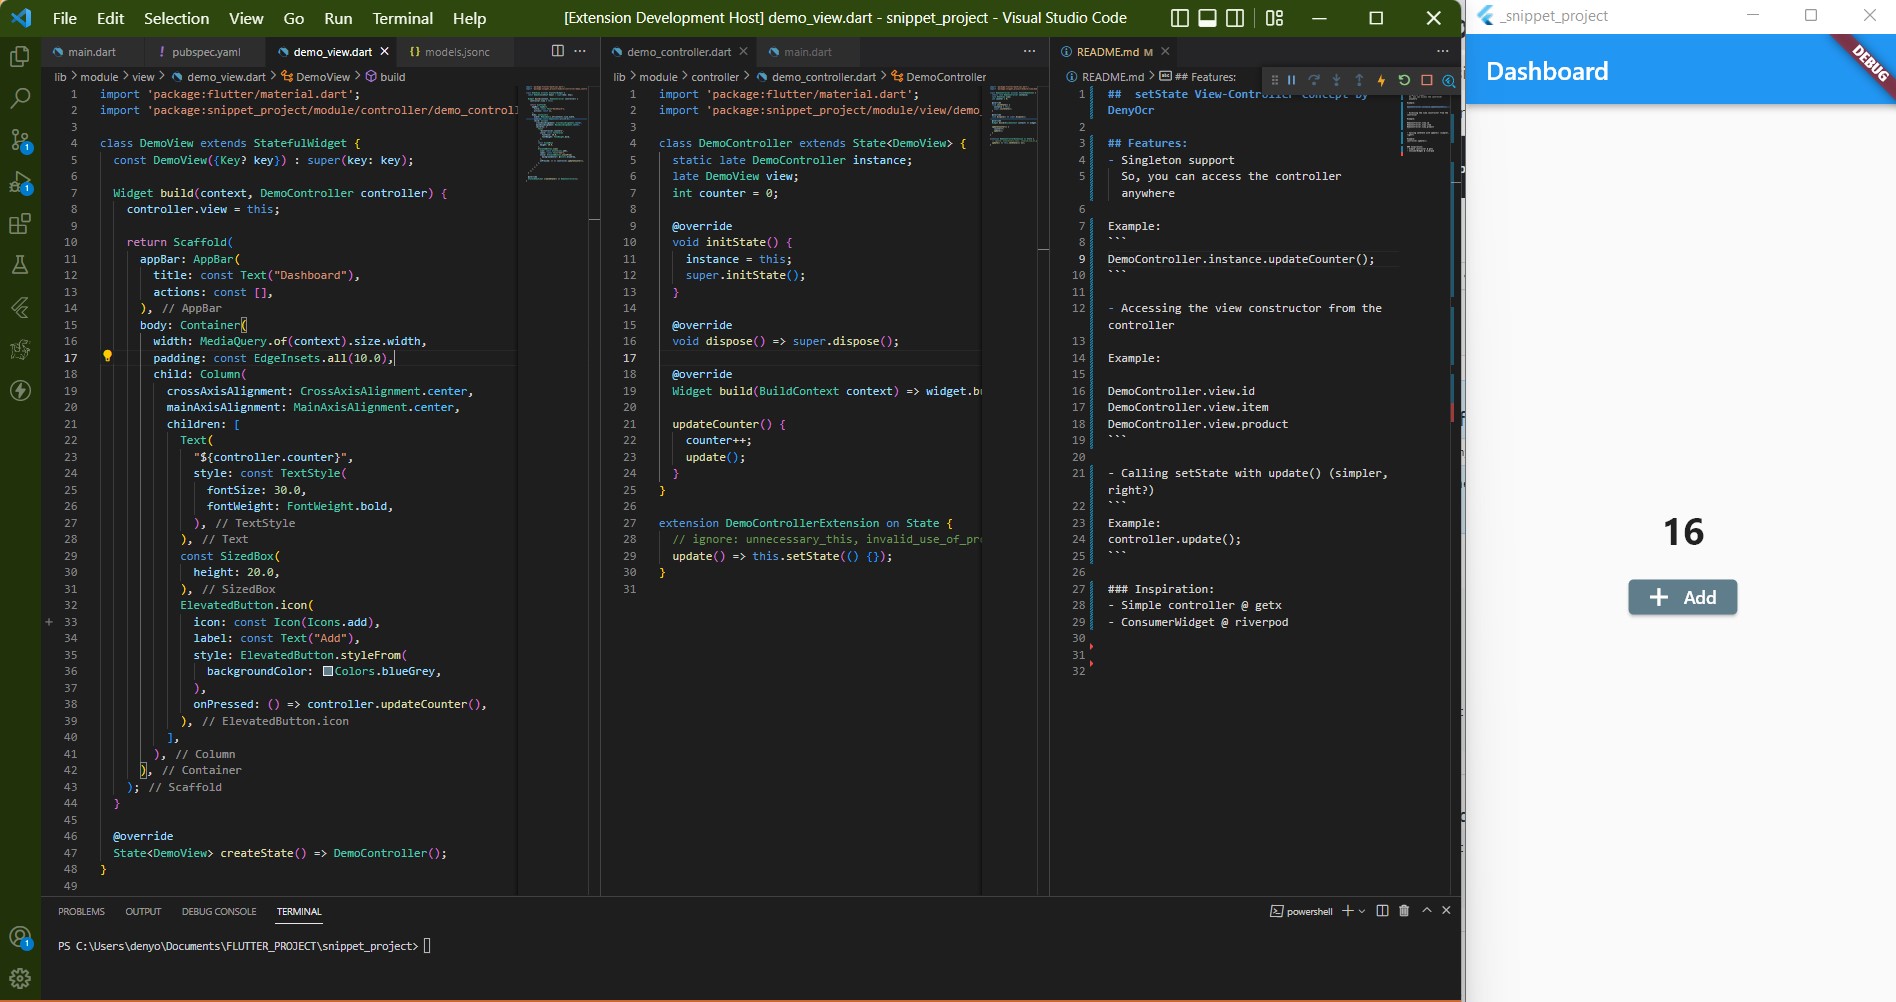 File Edit Selection View Go Run Terminal Help
[Extension Development Host] demo_view.dart - snippet_project - Visual Studio Code
main.dart
pubspec.yaml
demo_view.dart
models.jsonc
lib > module > view > demo_view.dart > DemoView > build
1 import 'package:flutter/material.dart';
2 import 'package:snippet_project/module/controller/demo_controll
3
4 class DemoView extends StatefulWidget {
5 const DemoView({Key? key}) : super(key: key);
6
7 Widget build(context, DemoController controller) {
8 controller.view = this;
9
10 return Scaffold(
11 appBar: AppBar(
12 title: const Text("Dashboard"),
13 actions: const [],
14 ), // AppBar
15 body: Container(
16 width: MediaQuery.of(context).size.width,
17 padding: const EdgeInsets.all(10.0),
18 child: Column(
19 crossAxisAlignment: CrossAxisAlignment.center,
20 mainAxisAlignment: MainAxisAlignment.center,
21 children: [
22 Text(
23 "${controller.counter}",
24 style: const TextStyle(
25 fontSize: 30.0,
26 fontWeight: FontWeight.bold,
27 ), // TextStyle
28 ), // Text
29 const SizedBox(
30 height: 20.0,
31 ), // SizedBox
32 ElevatedButton.icon(
33 icon: const Icon(Icons.add),
34 label: const Text("Add"),
35 style: ElevatedButton.styleFrom(
36 backgroundColor: Colors.blueGrey,
37 ),
38 onPressed: () => controller.updateCounter(),
39 ), // ElevatedButton.icon
40 ],
41 ), // Column
42 ), // Container
43 ); // Scaffold
44 }
45
46 @override
47 State<DemoView> createState() => DemoController();
48 }
49
demo_controller.dart
main.dart
lib > module > controller > demo_controller.dart > DemoController
1 import 'package:flutter/material.dart';
2 import 'package:snippet_project/module/view/demo_
3
4 class DemoController extends State<DemoView> {
5 static late DemoController instance;
6 late DemoView view;
7 int counter = 0;
8
9 @override
10 void initState() {
11 instance = this;
12 super.initState();
13 }
14
15 @override
16 void dispose() => super.dispose();
17
18 @override
19 Widget build(BuildContext context) => widget.bu
20
21 updateCounter() {
22 counter++;
23 update();
24 }
25 }
26
27 extension DemoControllerExtension on State {
28 // ignore: unnecessary_this, invalid_use_of_pro
29 update() => this.setState(() {});
30 }
31
README.md M
README.md > ## Features:
1 ## setState View-Controller Concept by
DenyOcr
2
3 ## Features:
4 - Singleton support
5 So, you can access the controller
anywhere
6
7 Example:
8 ```
9 DemoController.instance.updateCounter();
10 ```
11
12 - Accessing the view constructor from the
controller
13
14 Example:
15
16 DemoController.view.id
17 DemoController.view.item
18 DemoController.view.product
19 ```
20
21 - Calling setState with update() (simpler,
right?)
22 ```
23 Example:
24 controller.update();
25 ```
26
27 ### Inspiration:
28 - Simple controller @ getx
29 - ConsumerWidget @ riverpod
30
31
32
PROBLEMS OUTPUT DEBUG CONSOLE TERMINAL
powershell
PS C:\Users\denyo\Documents\FLUTTER_PROJECT\snippet_project>
_snippet_project
Dashboard
DEBUG
16
Add